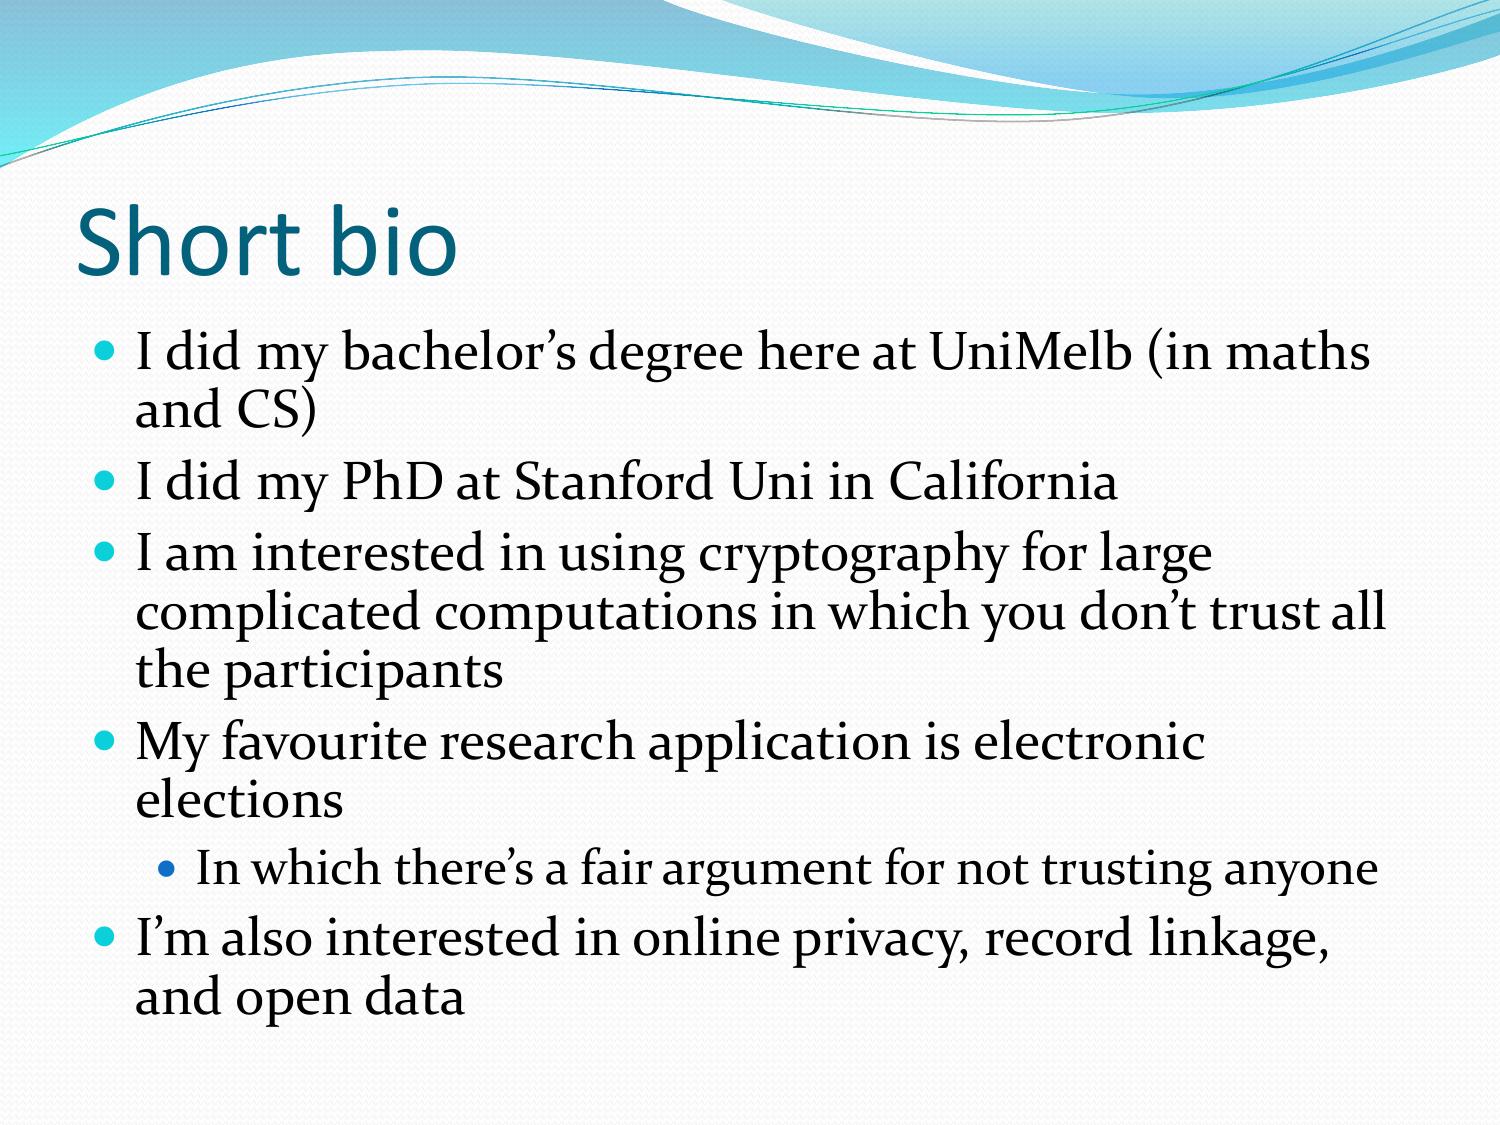 Short bio
• I did my bachelor’s degree here at UniMelb (in maths
and CS)
• I did my PhD at Stanford Uni in California
• I am interested in using cryptography for large
complicated computations in which you don’t trust all
the participants
• My favourite research application is electronic
elections
• In which there’s a fair argument for not trusting anyone
• I’m also interested in online privacy, record linkage,
and open data